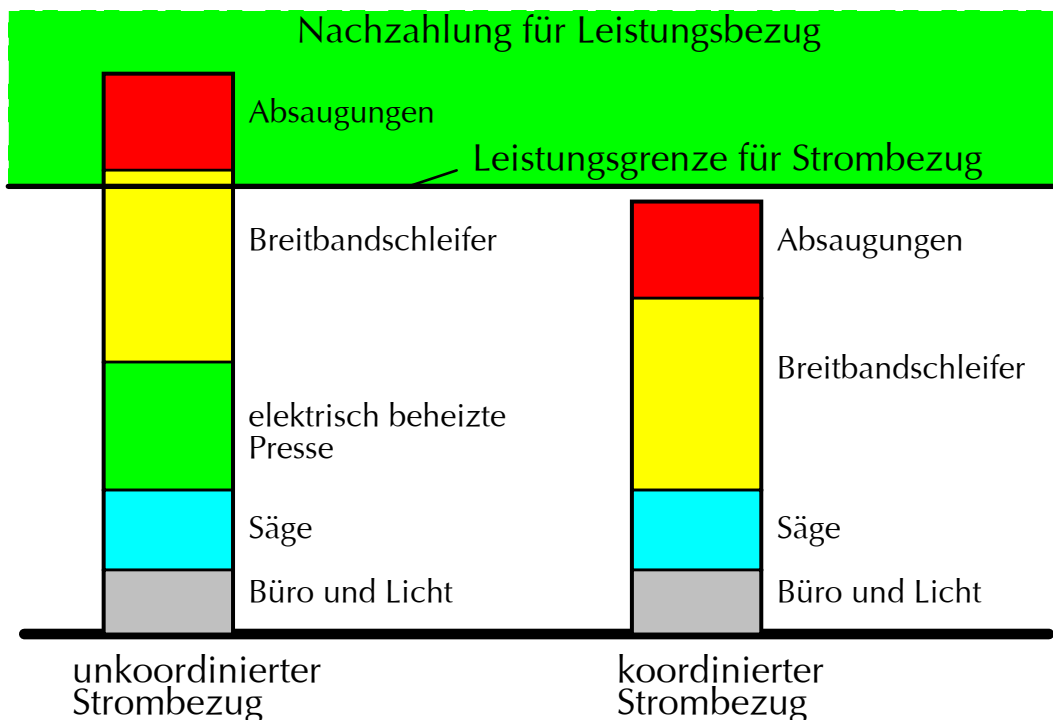 Nachzahlung für Leistungsbezug
Absaugungen
Leistungsgrenze für Strombezug
Breitbandschleifer
elektrisch beheizte
Presse
Säge
Büro und Licht
unkoordinierter
Strombezug
Absaugungen
Breitbandschleifer
Säge
Büro und Licht
koordinierter
Strombezug